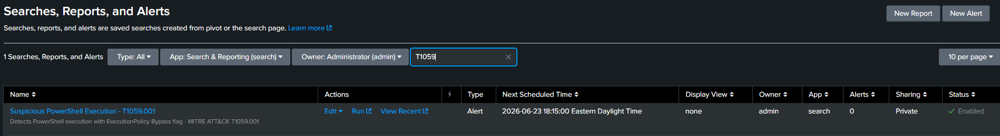 Searches, Reports, and Alerts
New Report New Alert
Searches, reports, and alerts are saved searches created from pivot or the search page. Learn more
1 Searches, Reports, and Alerts Type: All App: Search & Reporting (search) Owner: Administrator (admin) T1059 10 per page
Name Actions Type Next Scheduled Time Display View Owner App Alerts Sharing Status
Suspicious PowerShell Execution - T1059.001 Edit Run View Recent Alert 2026-06-23 18:15:00 Eastern Daylight Time none admin search 0 Private Enabled
Detects PowerShell execution with ExecutionPolicy Bypass flag - MITRE ATT&CK T1059.001